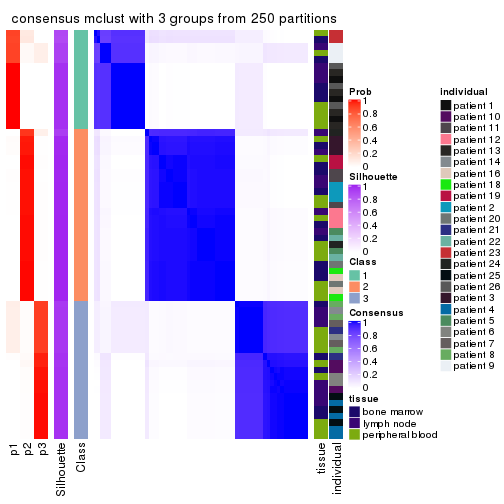 consensus mclust with 3 groups from 250 partitions
Prob
1
0.8
0.6
0.4
0.2
0
Silhouette
1
0.8
0.6
0.4
0.2
0
Class
1
2
3
Consensus
1
0.8
0.6
0.4
0.2
0
tissue
bone marrow
lymph node
peripheral blood
individual
patient 1
patient 10
patient 11
patient 12
patient 13
patient 14
patient 16
patient 18
patient 19
patient 2
patient 20
patient 21
patient 22
patient 23
patient 24
patient 25
patient 26
patient 3
patient 4
patient 5
patient 6
patient 7
patient 8
patient 9
p1
p2
p3
Silhouette
Class
tissue
individual